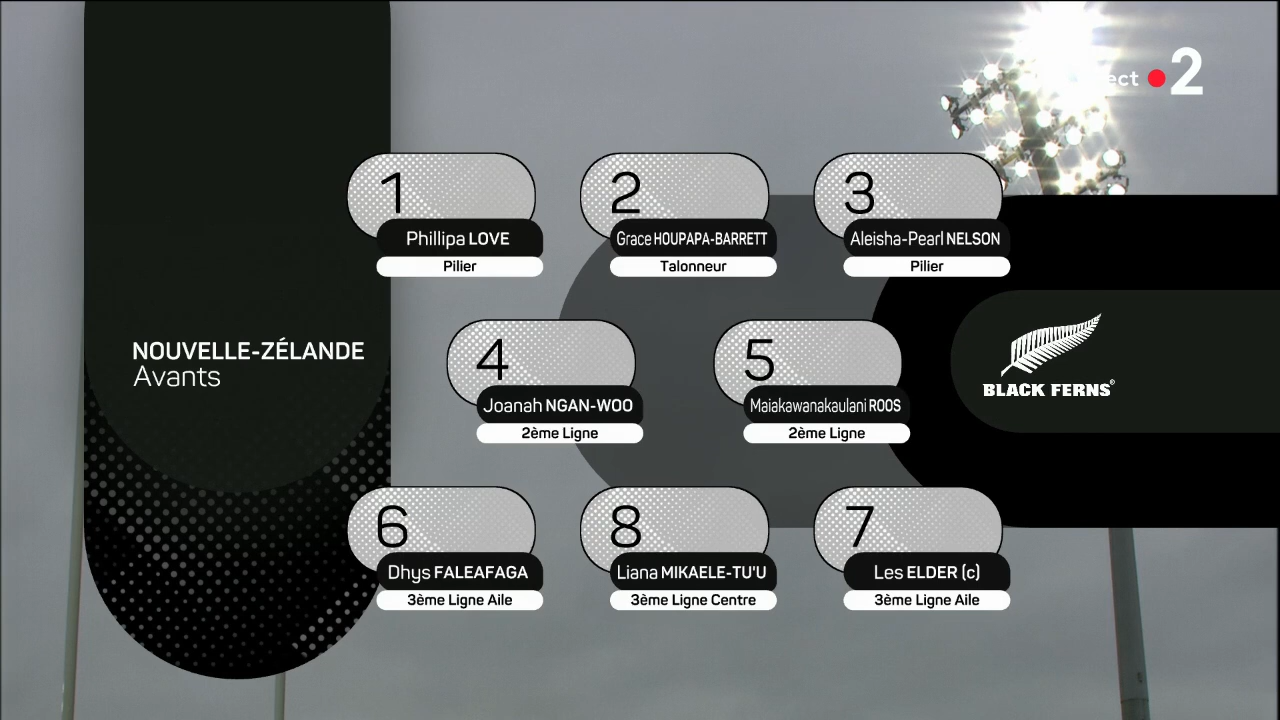 ect 2
1
Phillipa LOVE
Pilier
2
Grace HOUPAPA-BARRETT
Talonneur
3
Aleisha-Pearl NELSON
Pilier
NOUVELLE-ZÉLANDE
Avants
4
Joanah NGAN-WOO
2ème Ligne
5
Maiakawanakaulani ROOS
2ème Ligne
BLACK FERNS®
6
Dhys FALEAFAGA
3ème Ligne Aile
8
Liana MIKAELE-TU'U
3ème Ligne Centre
7
Les ELDER (c)
3ème Ligne Aile